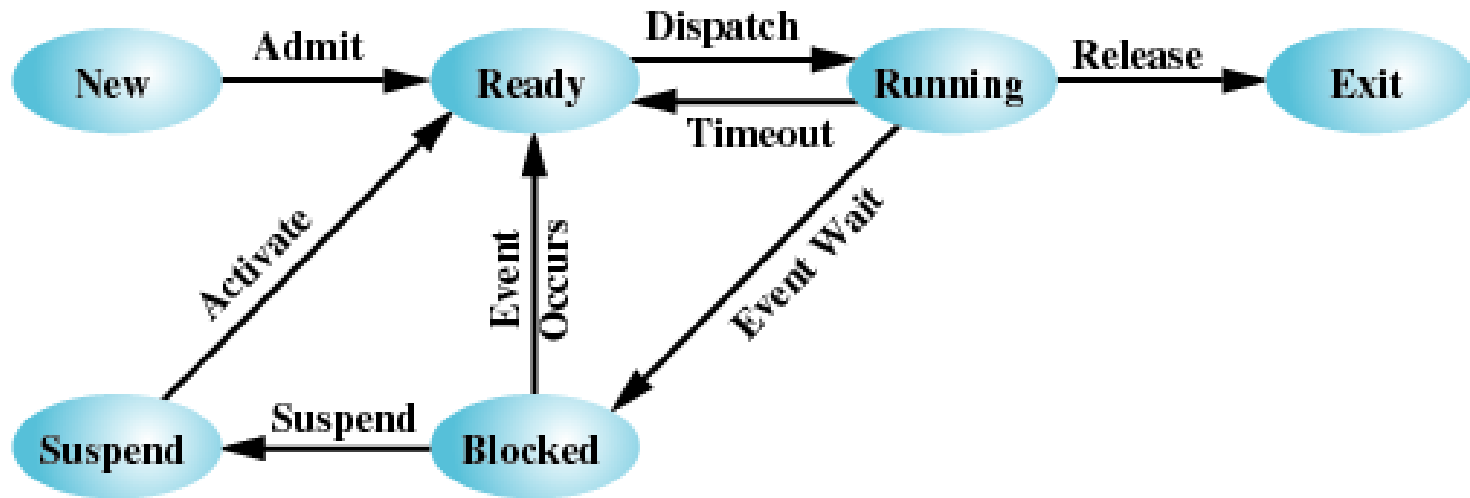 New
Admit
Ready
Dispatch
Running
Release
Exit
Timeout
Activate
Event
Occurs
Event Wait
Suspend
Suspend
Blocked